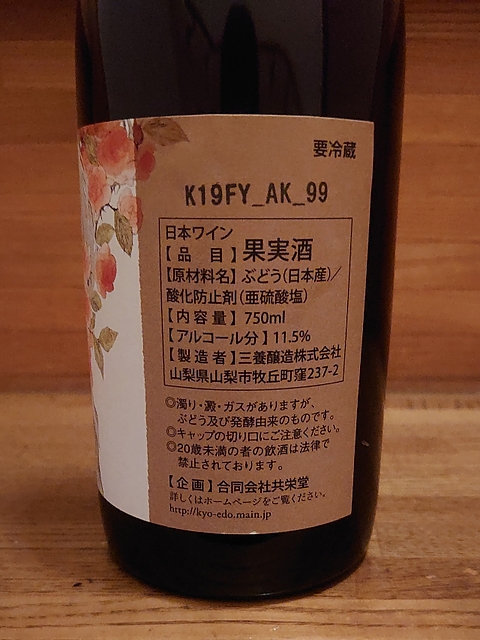 要冷蔵
K19FY_AK_99
日本ワイン
【品　目】果実酒
【原材料名】ぶどう(日本産)／
酸化防止剤(亜硫酸塩)
【内 容 量】750ml
【アルコール分】11.5%
【製 造 者】三養醸造株式会社
山梨県山梨市牧丘町窪237-2
◎濁り・澱・ガスがありますが、
ぶどう及び発酵由来のものです。
◎キャップの切り口にご注意ください。
◎20歳未満の者の飲酒は法律で
禁止されております。
【企画】合同会社共栄堂
詳しくはホームページをご覧ください。
http://kyo-edo.main.jp